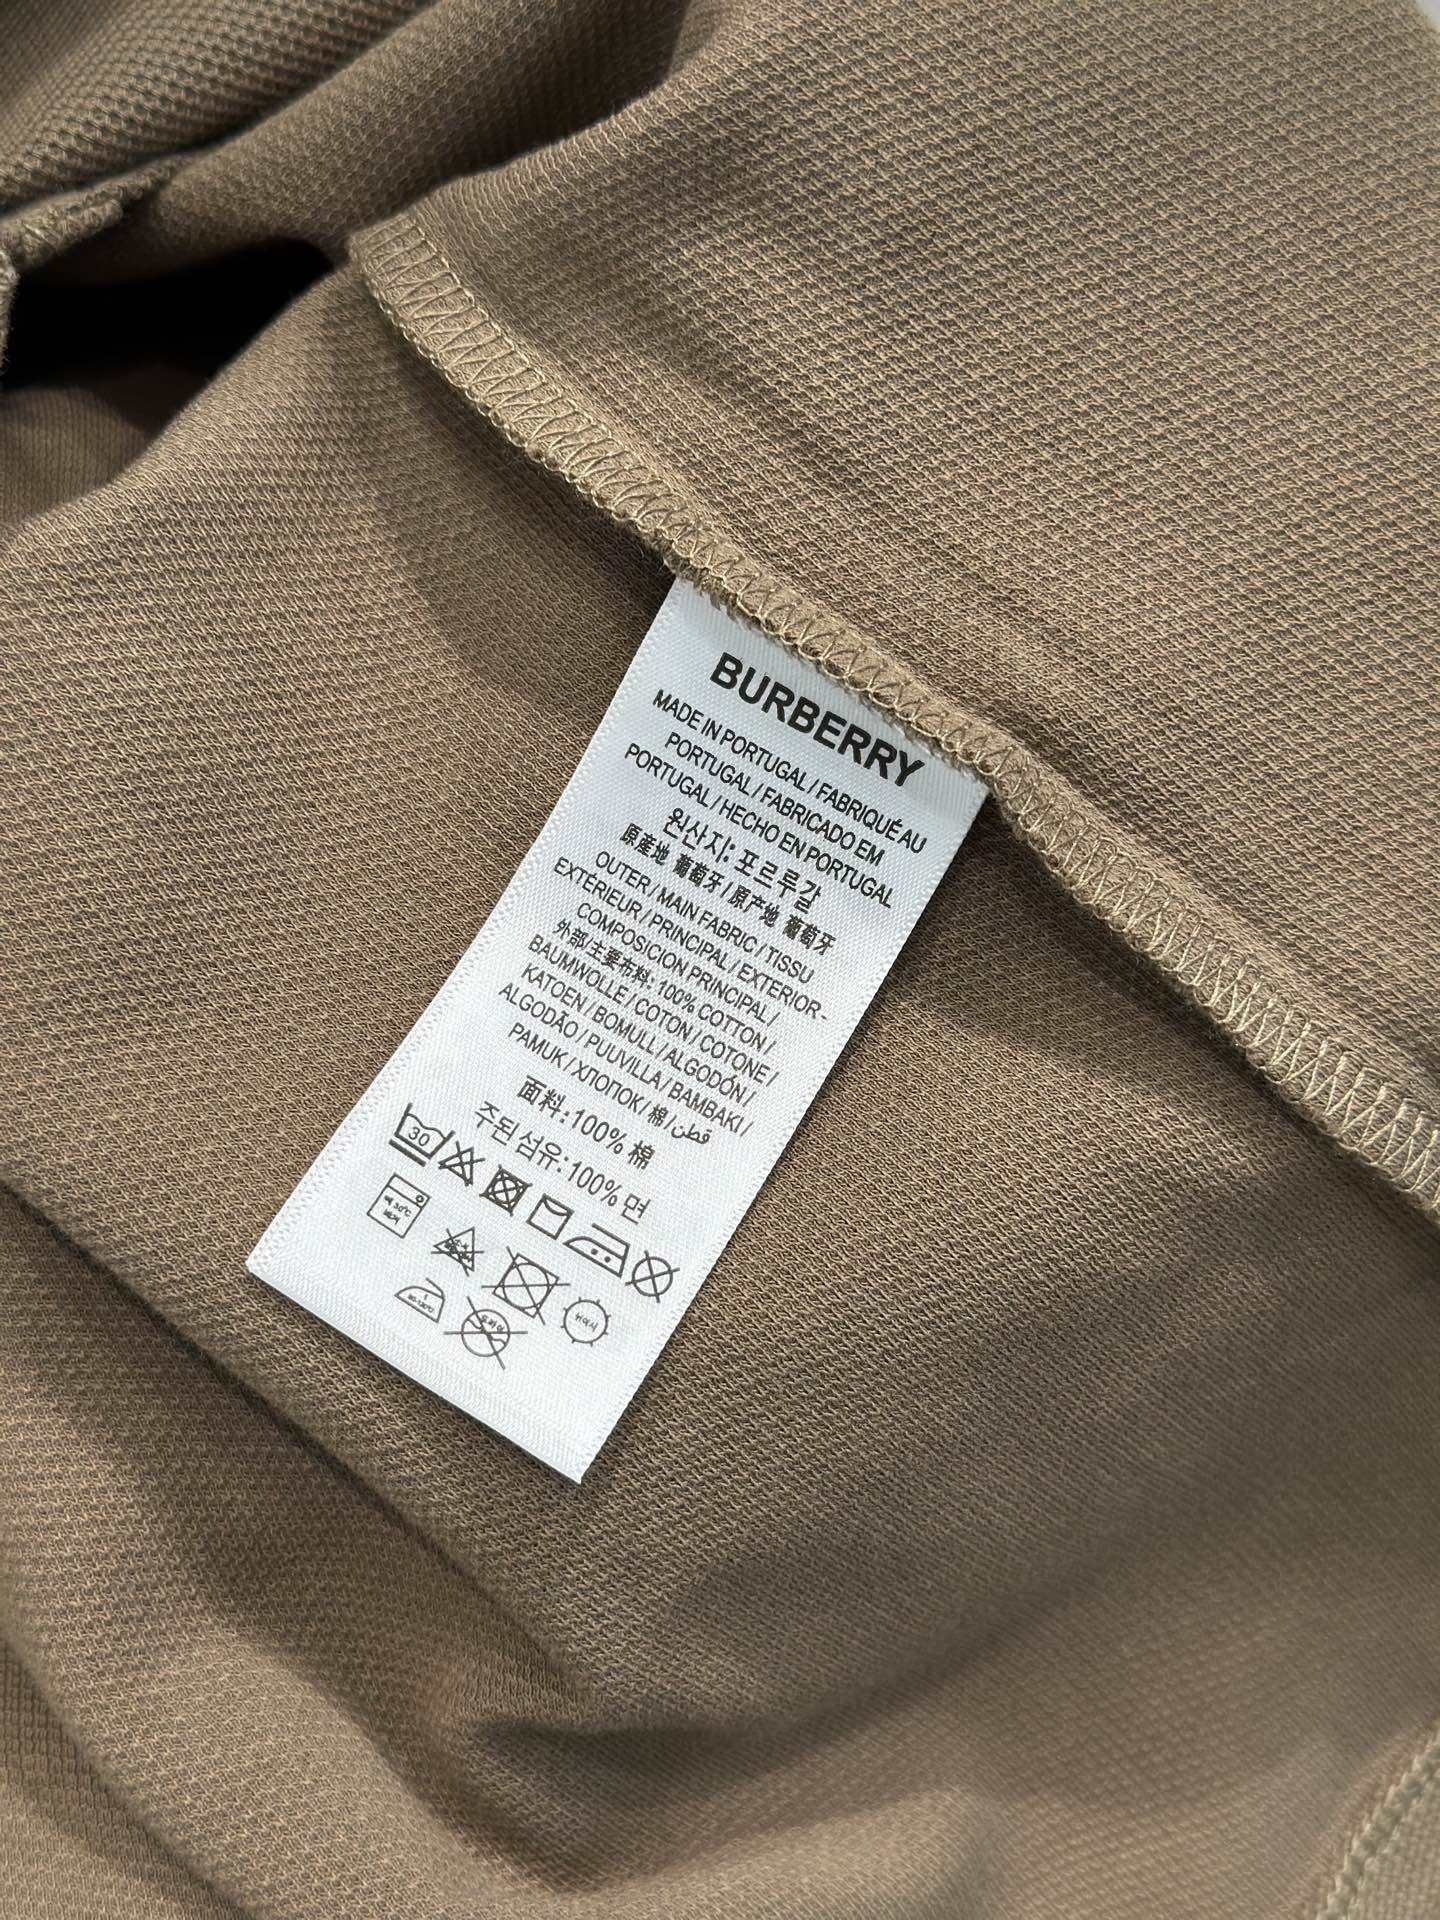 BURBERRY
MADE IN PORTUGAL / FABRIQUÉ AU
PORTUGAL / FABRICADO EM
PORTUGAL / HECHO EN PORTUGAL
원산지: 포르투갈
原産地 葡萄牙 / 原产地 葡萄牙
OUTER / MAIN FABRIC / TISSU
EXTÉRIEUR / PRINCIPAL / EXTERIOR-
COMPOSICION PRINCIPAL /
外部/主要布料: 100% COTTON /
BAUMWOLLE / COTON / COTONE /
KATOEN / BOMULL / ALGODÓN /
ALGODÃO / PUUVILLA / BAMBAKI /
PAMUK / ХЛОПОК / 棉 / قطن
面料:100% 棉
주된 섬유:100% 면
30